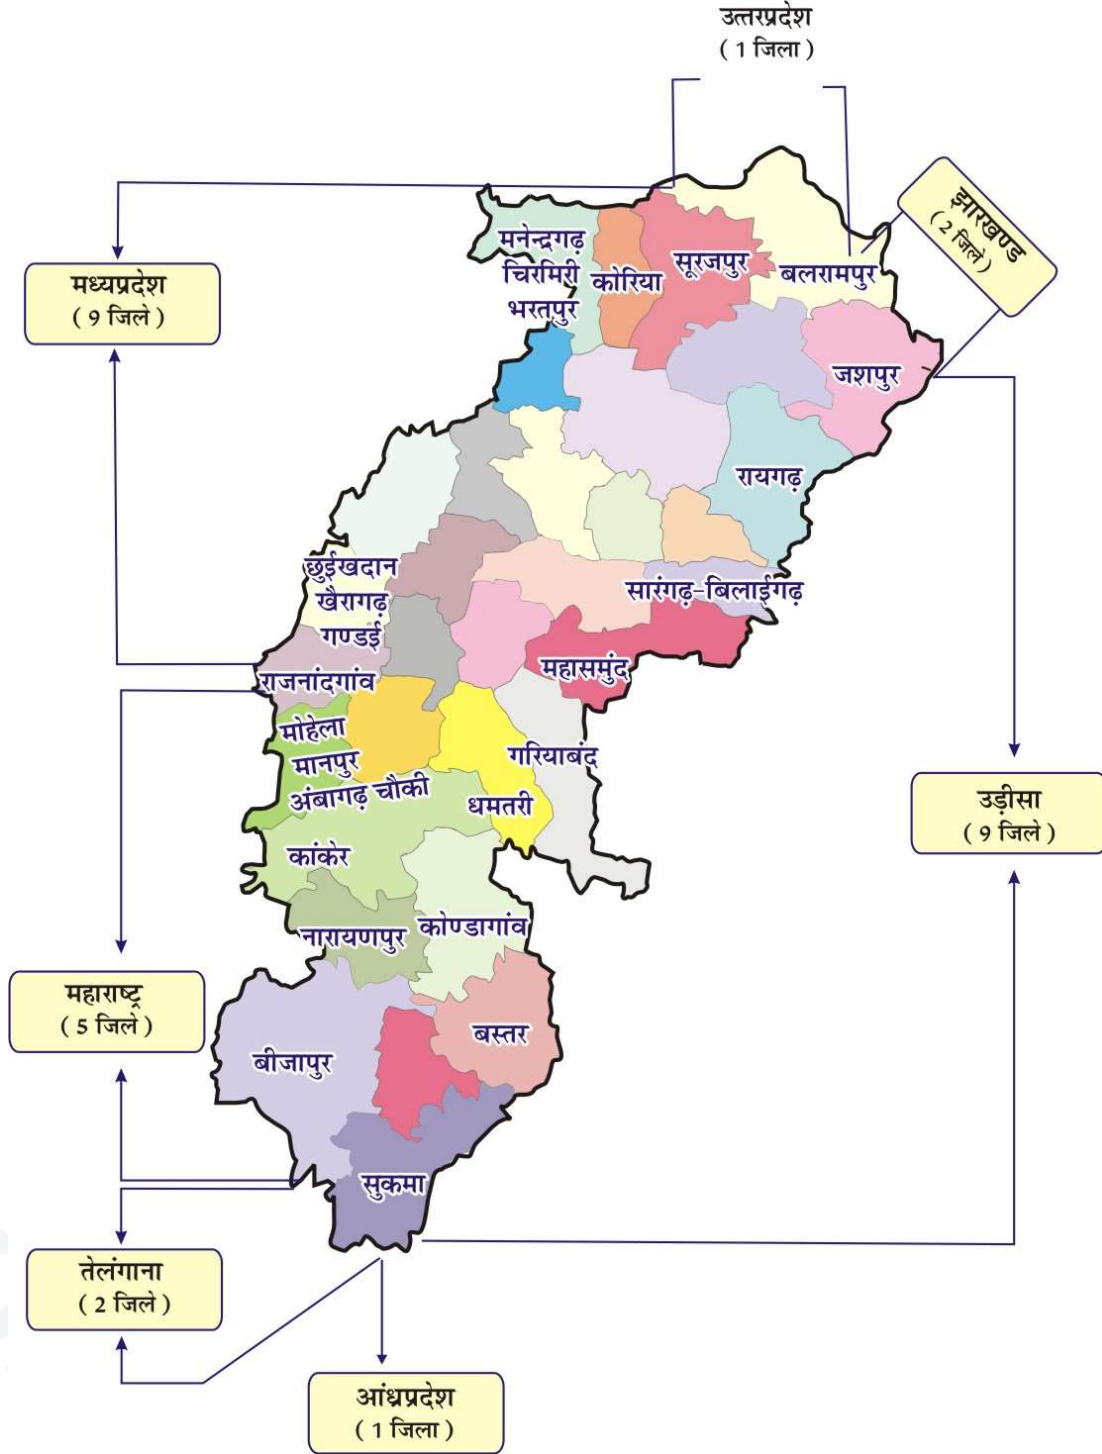 उत्तरप्रदेश
( 1 जिला )
झारखण्ड
( 2 जिले )
मध्यप्रदेश
( 9 जिले )
मनेन्द्रगढ़
चिरमिरी
भरतपुर
कोरिया
सूरजपुर
बलरामपुर
जशपुर
रायगढ़
छुईखदान
खैरागढ़
गण्डई
सारंगढ़-बिलाईगढ़
महासमुंद
राजनांदगांव
मोहेला
मानपुर
अंबागढ़ चौकी
गरियाबंद
धमतरी
उड़ीसा
( 9 जिले )
कांकेर
नारायणपुर
कोण्डागांव
महाराष्ट्र
( 5 जिले )
बस्तर
बीजापुर
सुकमा
तेलंगाना
( 2 जिले )
आंध्रप्रदेश
( 1 जिला )